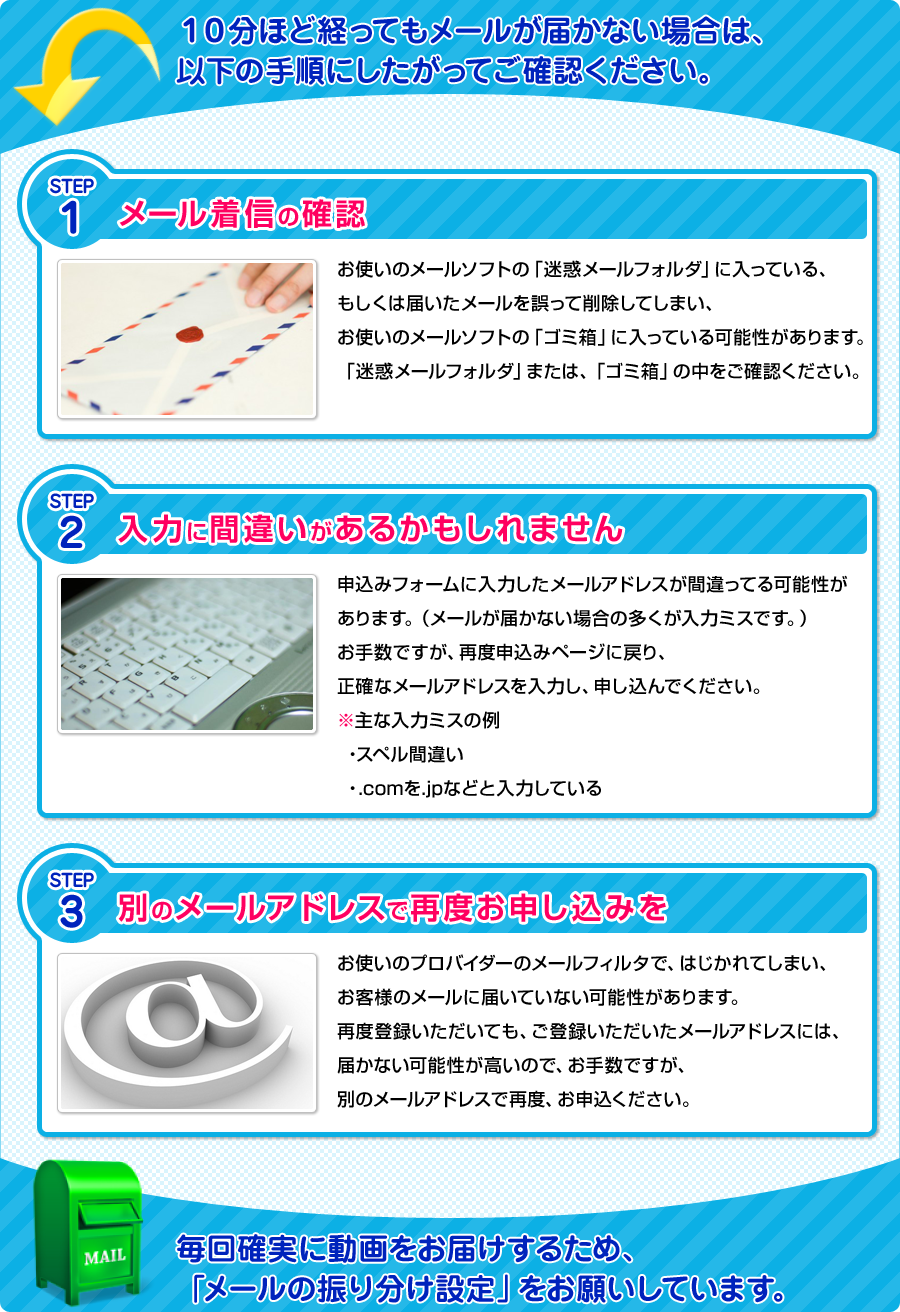 １０分ほど経ってもメールが届かない場合は、
以下の手順にしたがってご確認ください。
STEP
1
メール着信の確認
お使いのメールソフトの「迷惑メールフォルダ」に入っている、
もしくは届いたメールを誤って削除してしまい、
お使いのメールソフトの「ゴミ箱」に入っている可能性があります。
「迷惑メールフォルダ」または、「ゴミ箱」の中をご確認ください。
STEP
2
入力に間違いがあるかもしれません
申込みフォームに入力したメールアドレスが間違ってる可能性が
あります。（メールが届かない場合の多くが入力ミスです。）
お手数ですが、再度申込みページに戻り、
正確なメールアドレスを入力し、申し込んでください。
※主な入力ミスの例
・スペル間違い
・.comを.jpなどと入力している
STEP
3
別のメールアドレスで再度お申し込みを
@
お使いのプロバイダーのメールフィルタで、はじかれてしまい、
お客様のメールに届いていない可能性があります。
再度登録いただいても、ご登録いただいたメールアドレスには、
届かない可能性が高いので、お手数ですが、
別のメールアドレスで再度、お申込ください。
MAIL
毎回確実に動画をお届けするため、
「メールの振り分け設定」をお願いしています。